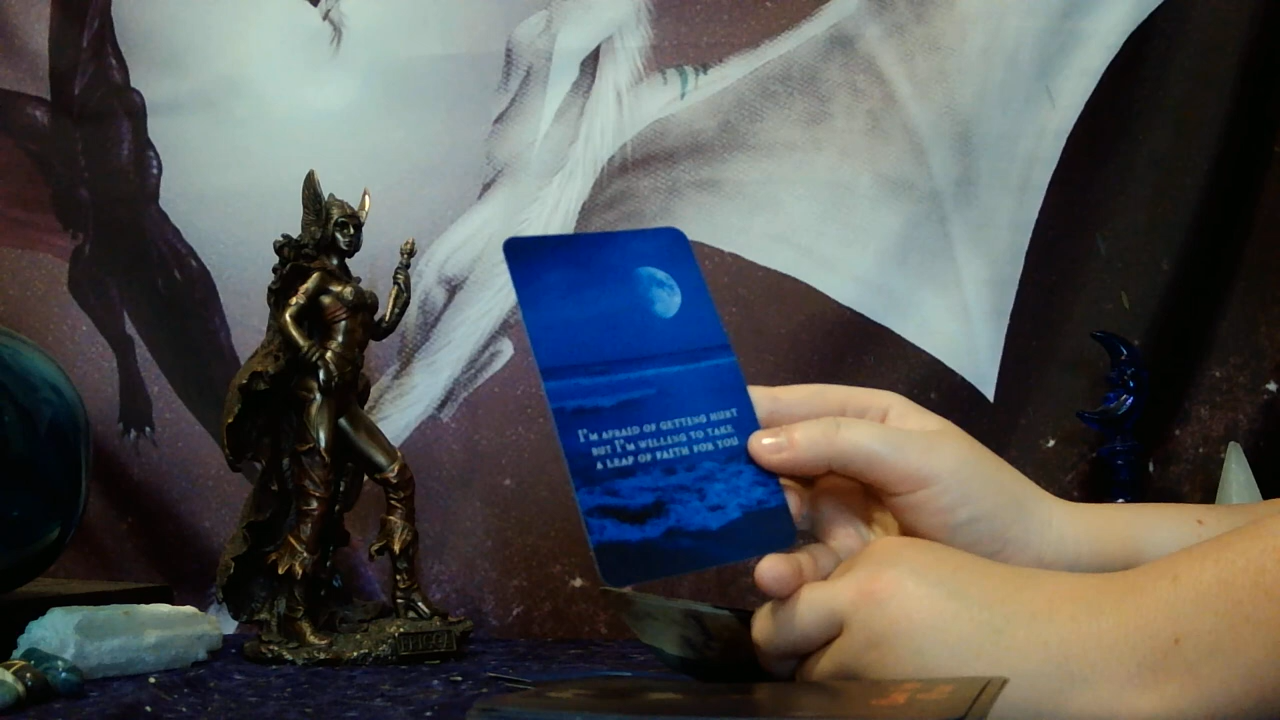 I'm afraid of getting hurt
but I'm willing to take
a leap of faith for you